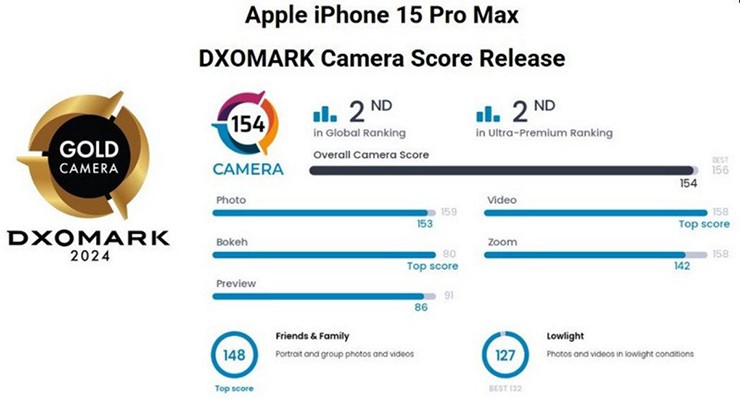 Apple iPhone 15 Pro Max
DXOMARK Camera Score Release
GOLD
CAMERA
DXOMARK
2024
154
CAMERA
2 ND
in Global Ranking
2 ND
in Ultra-Premium Ranking
Overall Camera Score
BEST
156
154
Photo
159
153
Video
158
Top score
Bokeh
80
Top score
Zoom
158
142
Preview
91
86
148
Top score
Friends & Family
Portrait and group photos and videos
127
BEST 132
Lowlight
Photos and videos in lowlight conditions